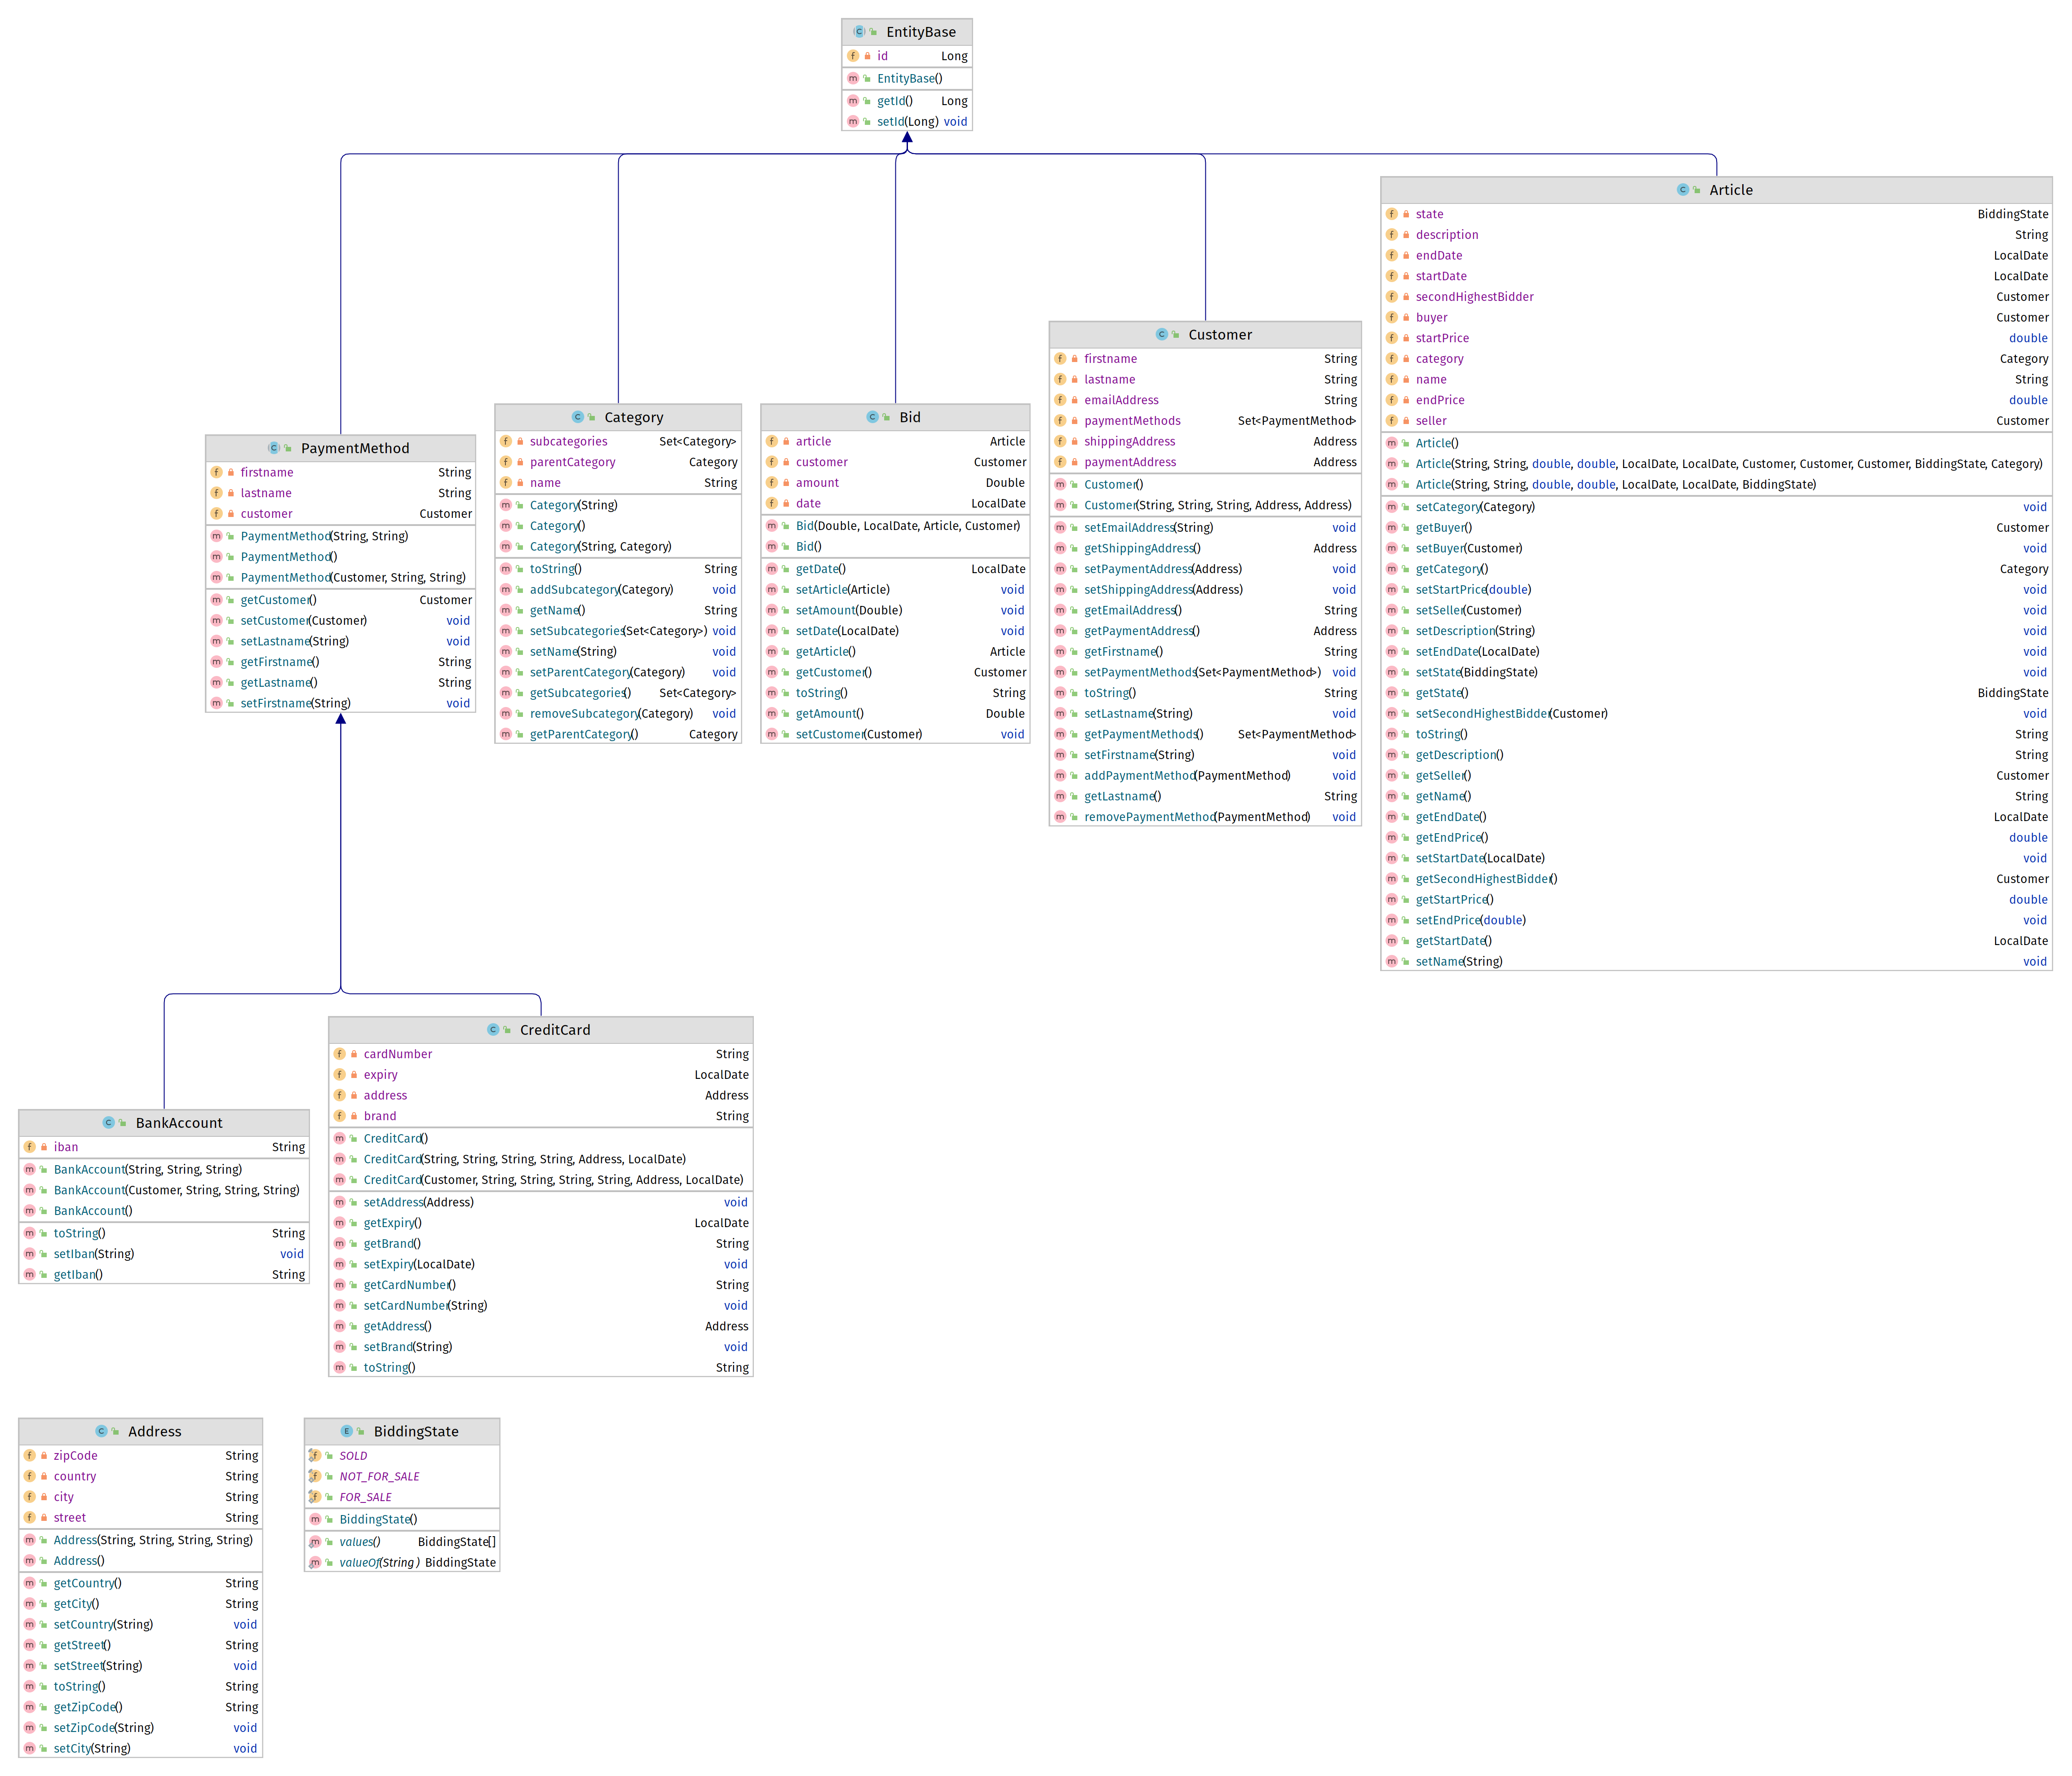 EntityBase
id Long
EntityBase()
getId() Long
setId(Long) void
Article
state BiddingState
description String
endDate LocalDate
startDate LocalDate
secondHighestBidder Customer
buyer Customer
startPrice double
category Category
name String
endPrice double
seller Customer
Article()
Article(String, String, double, double, LocalDate, LocalDate, Customer, Customer, Customer, BiddingState, Category)
Article(String, String, double, double, LocalDate, LocalDate, BiddingState)
setCategory(Category) void
getBuyer() Customer
setBuyer(Customer) void
getCategory() Category
setStartPrice(double) void
setSeller(Customer) void
setDescription(String) void
setEndDate(LocalDate) void
setState(BiddingState) void
getState() BiddingState
setSecondHighestBidder(Customer) void
toString() String
getDescription() String
getSeller() Customer
getName() String
getEndDate() LocalDate
getEndPrice() double
setStartDate(LocalDate) void
getSecondHighestBidder() Customer
getStartPrice() double
setEndPrice(double) void
getStartDate() LocalDate
setName(String) void
Customer
firstname String
lastname String
emailAddress String
paymentMethods Set<PaymentMethod>
shippingAddress Address
paymentAddress Address
Customer()
Customer(String, String, String, Address, Address)
setEmailAddress(String) void
getShippingAddress() Address
setPaymentAddress(Address) void
setShippingAddress(Address) void
getEmailAddress() String
getPaymentAddress() Address
getFirstname() String
setPaymentMethods(Set<PaymentMethod>) void
toString() String
setLastname(String) void
getPaymentMethods() Set<PaymentMethod>
setFirstname(String) void
addPaymentMethod(PaymentMethod) void
getLastname() String
removePaymentMethod(PaymentMethod) void
Bid
article Article
customer Customer
amount Double
date LocalDate
Bid(Double, LocalDate, Article, Customer)
Bid()
getDate() LocalDate
setArticle(Article) void
setAmount(Double) void
setDate(LocalDate) void
getArticle() Article
getCustomer() Customer
toString() String
getAmount() Double
setCustomer(Customer) void
Category
subcategories Set<Category>
parentCategory Category
name String
Category(String)
Category()
Category(String, Category)
toString() String
addSubcategory(Category) void
getName() String
setSubcategories(Set<Category>) void
setName(String) void
setParentCategory(Category) void
getSubcategories() Set<Category>
removeSubcategory(Category) void
getParentCategory() Category
PaymentMethod
firstname String
lastname String
customer Customer
PaymentMethod(String, String)
PaymentMethod()
PaymentMethod(Customer, String, String)
getCustomer() Customer
setCustomer(Customer) void
setLastname(String) void
getFirstname() String
getLastname() String
setFirstname(String) void
CreditCard
cardNumber String
expiry LocalDate
address Address
brand String
CreditCard()
CreditCard(String, String, String, String, Address, LocalDate)
CreditCard(Customer, String, String, String, String, Address, LocalDate)
setAddress(Address) void
getExpiry() LocalDate
getBrand() String
setExpiry(LocalDate) void
getCardNumber() String
setCardNumber(String) void
getAddress() Address
setBrand(String) void
toString() String
BankAccount
iban String
BankAccount(String, String, String)
BankAccount(Customer, String, String, String)
BankAccount()
toString() String
setIban(String) void
getIban() String
Address
zipCode String
country String
city String
street String
Address(String, String, String, String)
Address()
getCountry() String
getCity() String
setCountry(String) void
getStreet() String
setStreet(String) void
toString() String
getZipCode() String
setZipCode(String) void
setCity(String) void
BiddingState
SOLD
NOT_FOR_SALE
FOR_SALE
BiddingState()
values() BiddingState[]
valueOf(String) BiddingState